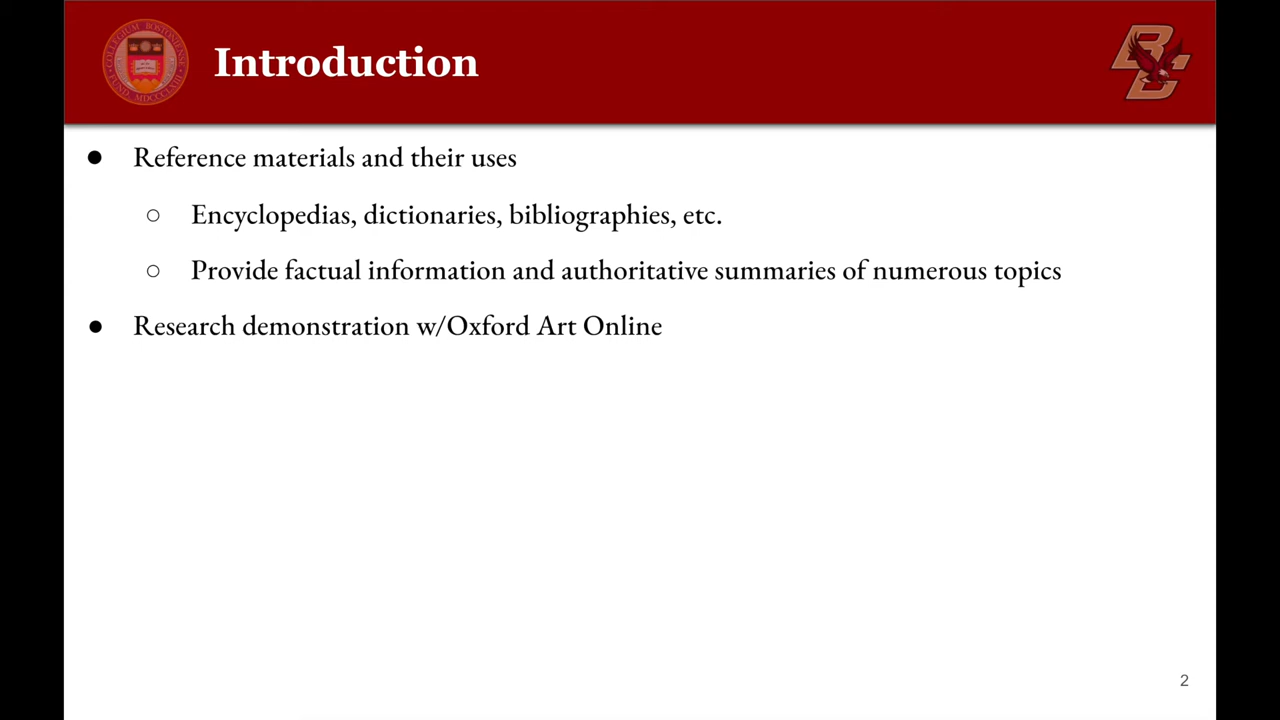 Introduction
● Reference materials and their uses
○ Encyclopedias, dictionaries, bibliographies, etc.
○ Provide factual information and authoritative summaries of numerous topics
● Research demonstration w/Oxford Art Online
2